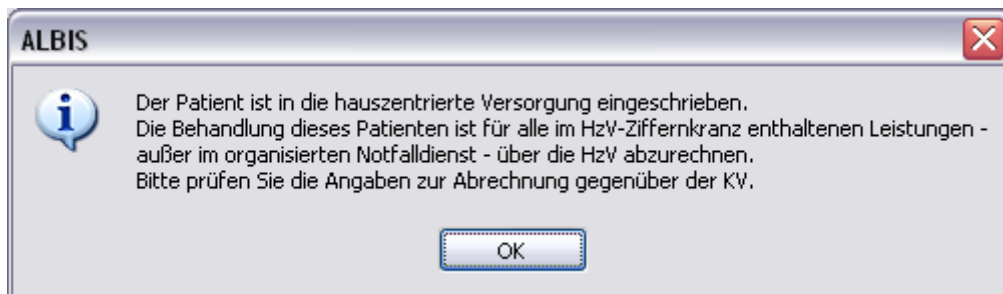 ALBIS
Der Patient ist in die hauszentrierte Versorgung eingeschrieben.
Die Behandlung dieses Patienten ist für alle im HzV-Ziffernkranz enthaltenen Leistungen -
außer im organisierten Notfalldienst - über die HzV abzurechnen.
Bitte prüfen Sie die Angaben zur Abrechnung gegenüber der KV.
OK